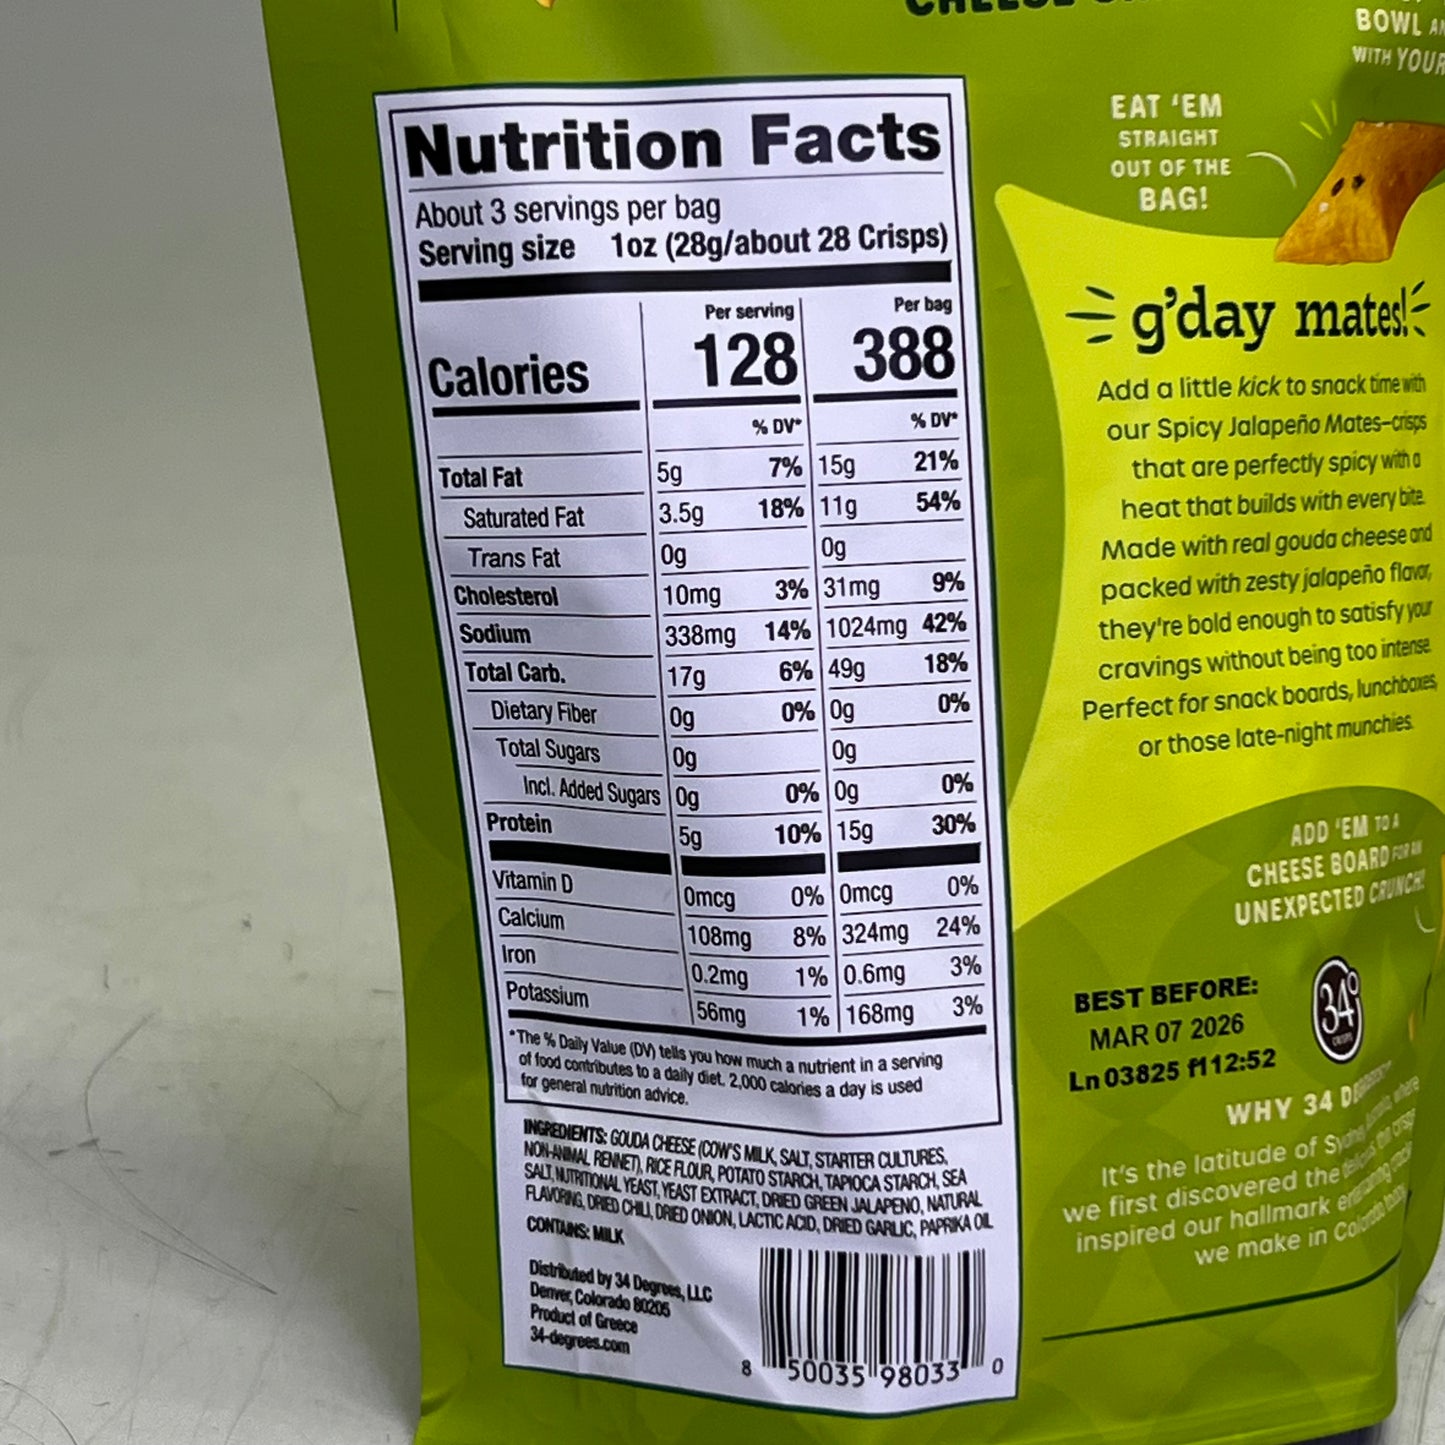 BOWL
WITH YOUR
EAT 'EM
STRAIGHT
OUT OF THE
BAG!
Nutrition Facts
About 3 servings per bag
Serving size 1oz (28g/about 28 Crisps)
Per serving Per bag
Calories 128 388
% DV* % DV*
Total Fat 5g 7% 15g 21%
Saturated Fat 3.5g 18% 11g 54%
Trans Fat 0g 0g
Cholesterol 10mg 3% 31mg 9%
Sodium 338mg 14% 1024mg 42%
Total Carb. 17g 6% 49g 18%
Dietary Fiber 0g 0% 0g 0%
Total Sugars 0g 0g
Incl. Added Sugars 0g 0% 0g 0%
Protein 5g 10% 15g 30%
Vitamin D 0mcg 0% 0mcg 0%
Calcium 108mg 8% 324mg 24%
Iron 0.2mg 1% 0.6mg 3%
Potassium 56mg 1% 168mg 3%
*The % Daily Value (DV) tells you how much a nutrient in a serving
of food contributes to a daily diet. 2,000 calories a day is used
for general nutrition advice.
INGREDIENTS: GOUDA CHEESE (COW'S MILK, SALT, STARTER CULTURES,
NON-ANIMAL RENNET), RICE FLOUR, POTATO STARCH, TAPIOCA STARCH, SEA
SALT, NUTRITIONAL YEAST, YEAST EXTRACT, DRIED GREEN JALAPENO, NATURAL
FLAVORING, DRIED CHILI, DRIED ONION, LACTIC ACID, DRIED GARLIC, PAPRIKA OIL
CONTAINS: MILK
Distributed by 34 Degrees, LLC
Denver, Colorado 80205
Product of Greece
34-degrees.com
8 50035 98033 0
g'day mates!
Add a little kick to snack time with
our Spicy Jalapeño Mates–crisps
that are perfectly spicy with a
heat that builds with every bite.
Made with real gouda cheese and
packed with zesty jalapeño flavor,
they're bold enough to satisfy your
cravings without being too intense.
Perfect for snack boards, lunchboxes,
or those late-night munchies.
ADD 'EM TO A
CHEESE BOARD FOR AN
UNEXPECTED CRUNCH!
BEST BEFORE:
MAR 07 2026
Ln 03825 f1 12:52
34°
CRISPS
WHY 34
It's the latitude of
we first discovered the
inspired our hallmark
we make in